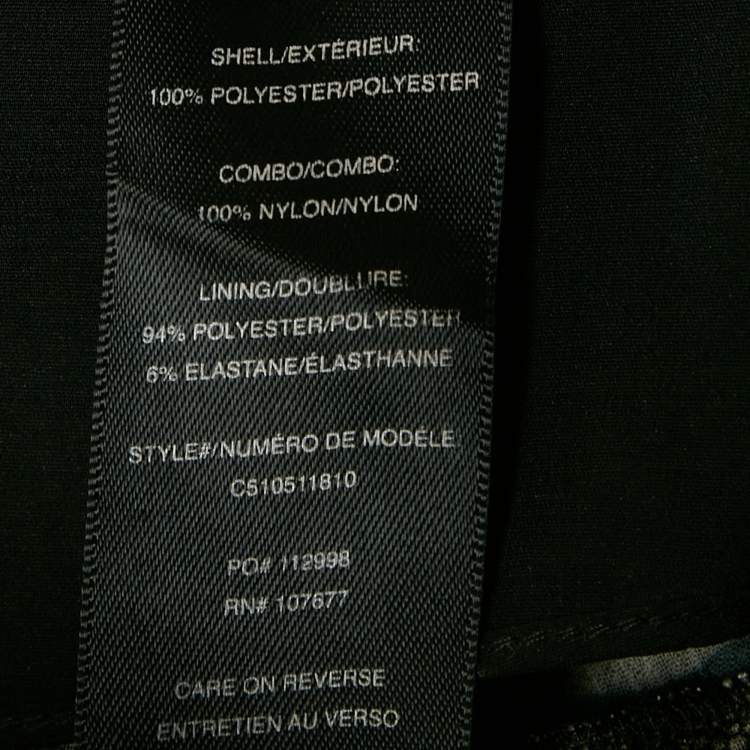 SHELL/EXTÉRIEUR:
100% POLYESTER/POLYESTER
COMBO/COMBO:
100% NYLON/NYLON
LINING/DOUBLURE:
94% POLYESTER/POLYESTER
6% ELASTANE/ÉLASTHANNE
STYLE#/NUMÉRO DE MODÈLE
C510511810
PO# 112998
RN# 107677
CARE ON REVERSE
ENTRETIEN AU VERSO